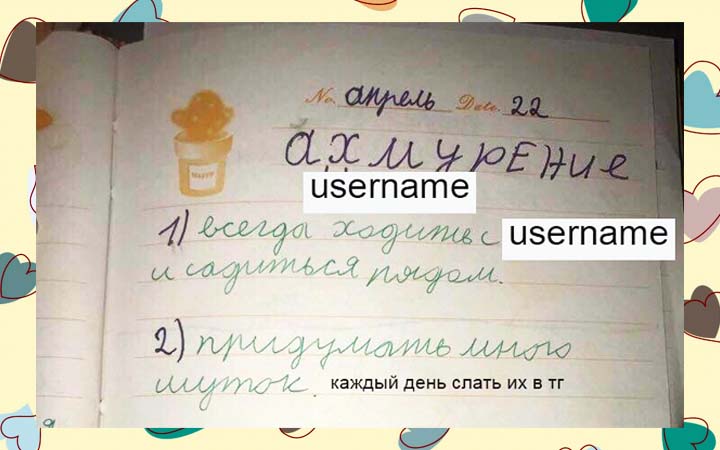 No. апрель Date. 22
ахмурЕНие
username
1) всегда ходить с username
и садиться рядом.
2) придумать много
шуток. каждый день слать их в тг